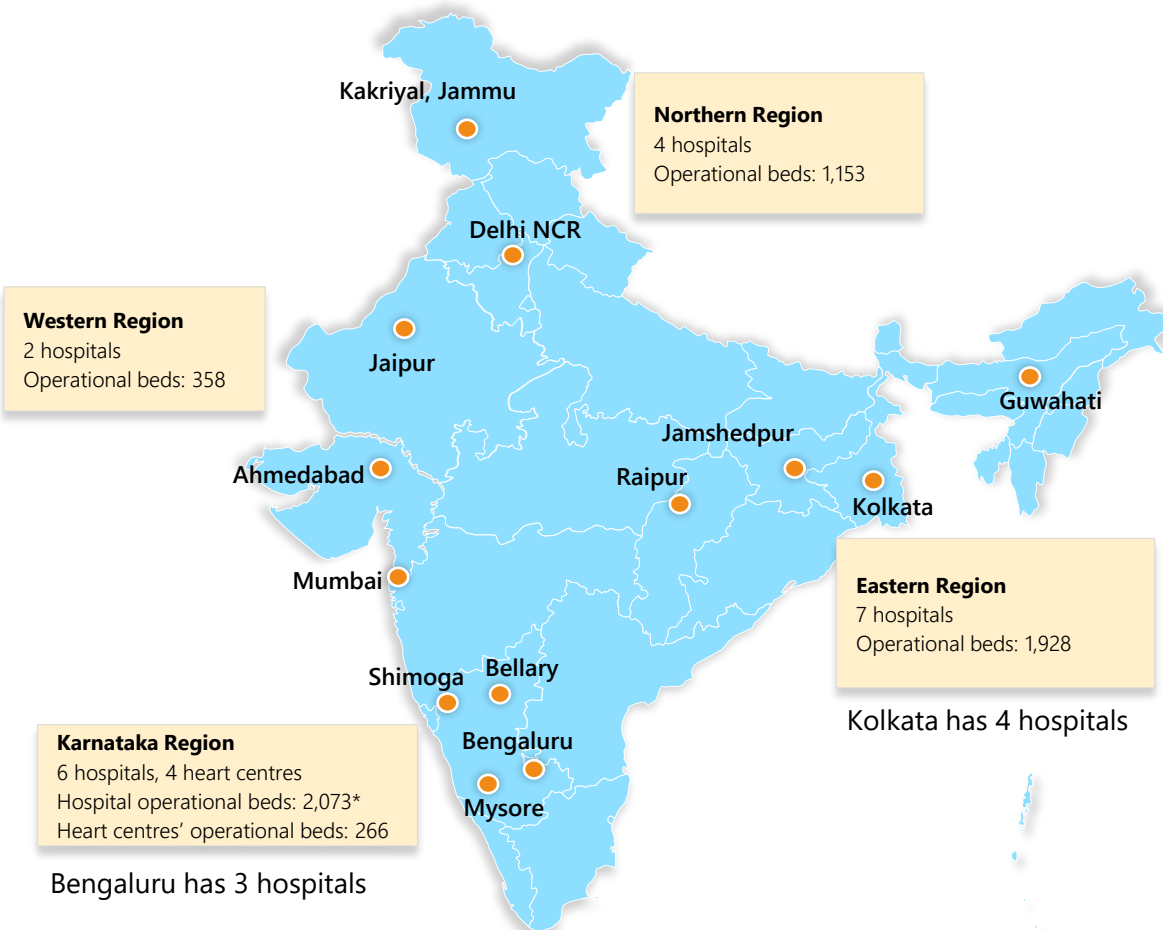 Kakriyal, Jammu
Northern Region
4 hospitals
Operational beds: 1,153
Delhi NCR
Western Region
2 hospitals
Operational beds: 358
Jaipur
Guwahati
Jamshedpur
Ahmedabad
Raipur
Kolkata
Mumbai
Eastern Region
7 hospitals
Operational beds: 1,928
Kolkata has 4 hospitals
Shimoga
Bellary
Bengaluru
Mysore
Karnataka Region
6 hospitals, 4 heart centres
Hospital operational beds: 2,073*
Heart centres’ operational beds: 266
Bengaluru has 3 hospitals